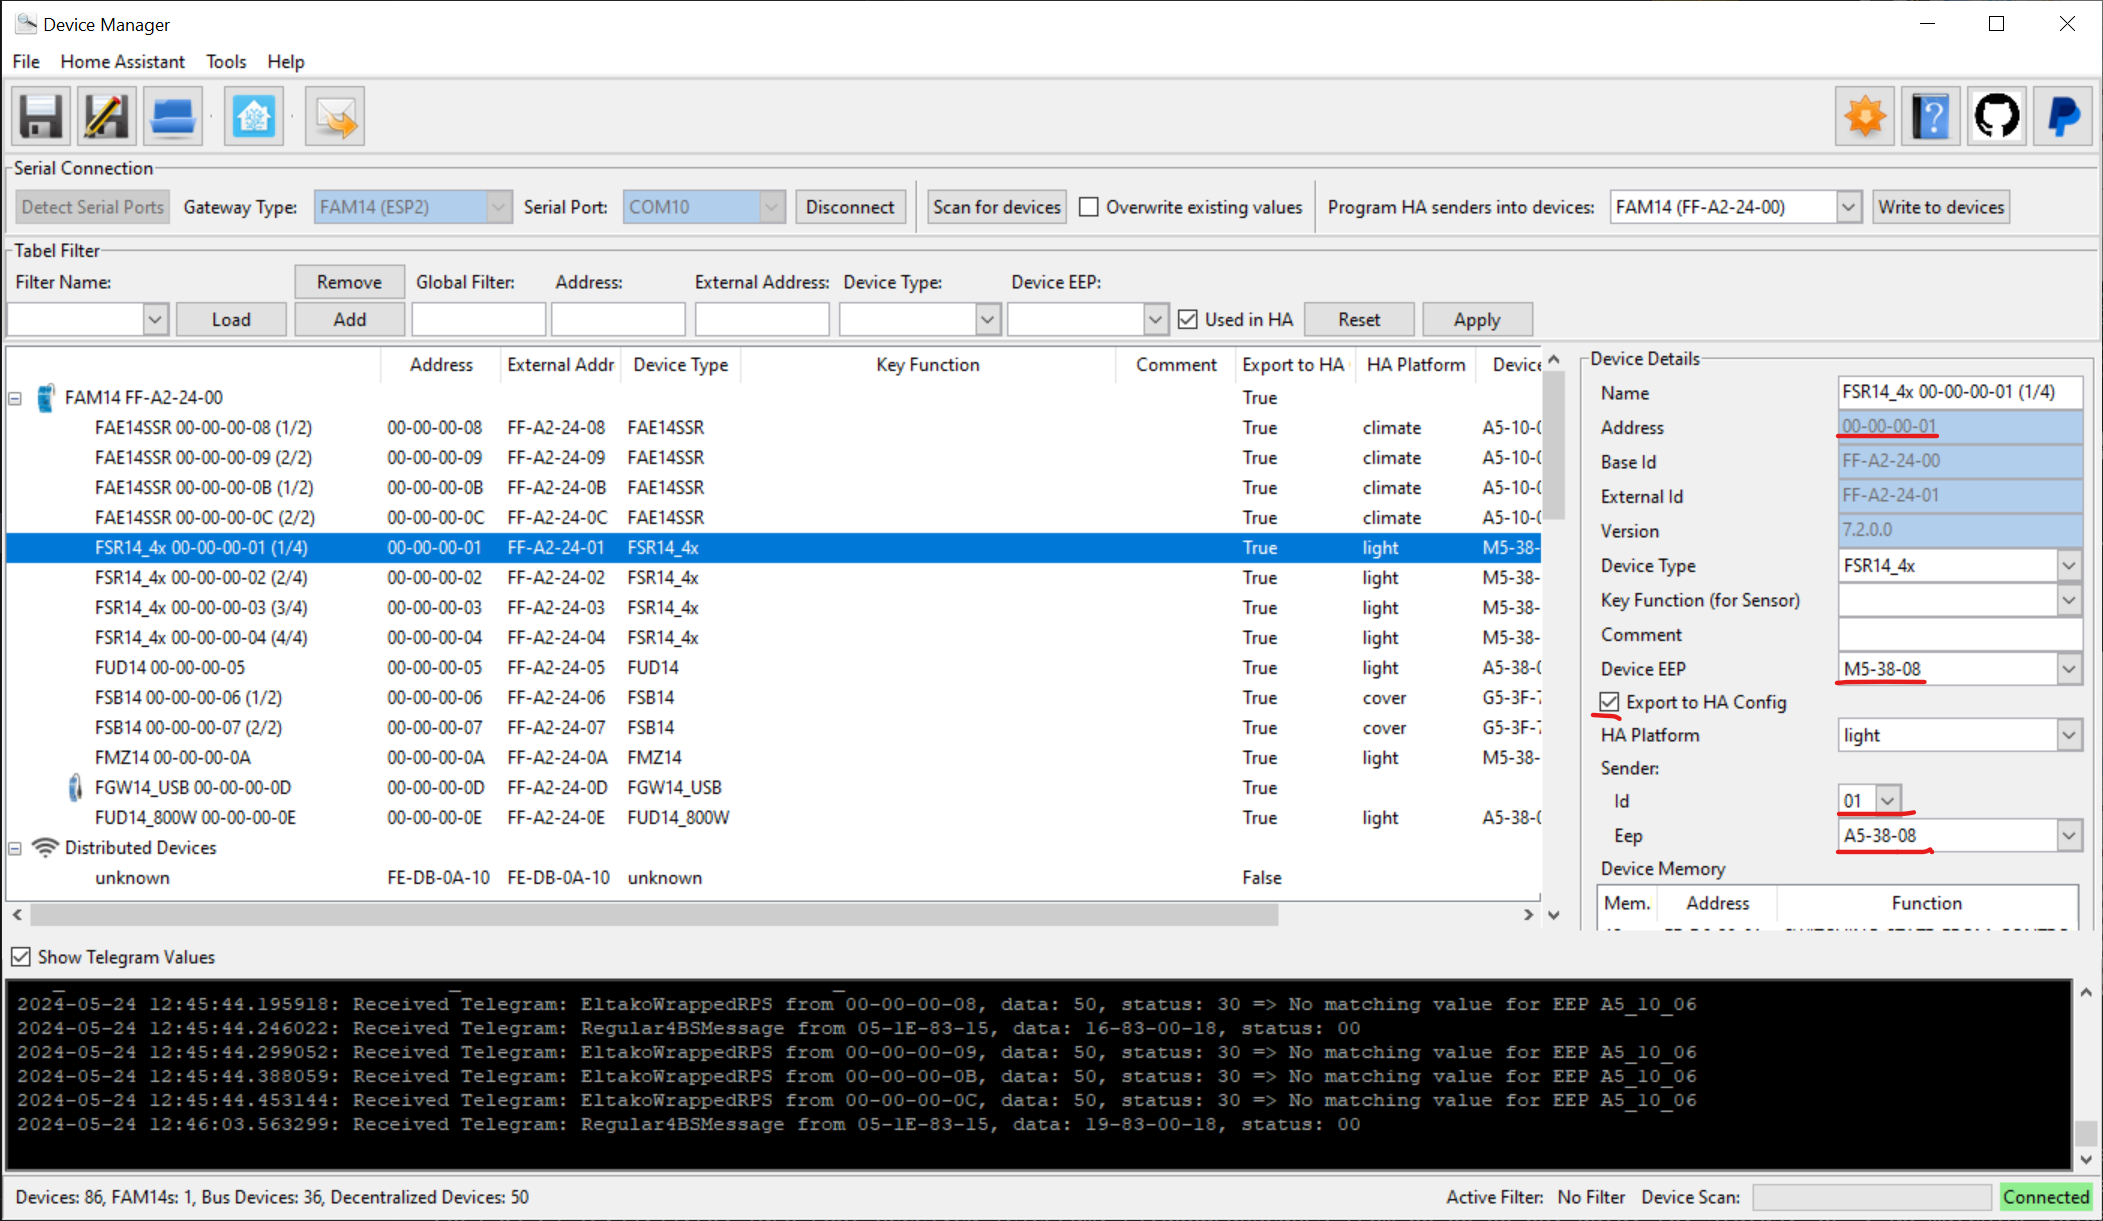 Device Manager
File Home Assistant Tools Help
Serial Connection
Detect Serial Ports Gateway Type: FAM14 (ESP2) Serial Port: COM10 Disconnect Scan for devices Overwrite existing values Program HA senders into devices: FAM14 (FF-A2-24-00) Write to devices
Tabel Filter
Filter Name: Remove Global Filter: Address: External Address: Device Type: Device EEP:
Load Add Used in HA Reset Apply
Address External Addr Device Type Key Function Comment Export to HA HA Platform Device
FAM14 FF-A2-24-00 True
FAE14SSR 00-00-00-08 (1/2) 00-00-00-08 FF-A2-24-08 FAE14SSR True climate A5-10-0
FAE14SSR 00-00-00-09 (2/2) 00-00-00-09 FF-A2-24-09 FAE14SSR True climate A5-10-0
FAE14SSR 00-00-00-0B (1/2) 00-00-00-0B FF-A2-24-0B FAE14SSR True climate A5-10-0
FAE14SSR 00-00-00-0C (2/2) 00-00-00-0C FF-A2-24-0C FAE14SSR True climate A5-10-0
FSR14_4x 00-00-00-01 (1/4) 00-00-00-01 FF-A2-24-01 FSR14_4x True light M5-38-
FSR14_4x 00-00-00-02 (2/4) 00-00-00-02 FF-A2-24-02 FSR14_4x True light M5-38-
FSR14_4x 00-00-00-03 (3/4) 00-00-00-03 FF-A2-24-03 FSR14_4x True light M5-38-
FSR14_4x 00-00-00-04 (4/4) 00-00-00-04 FF-A2-24-04 FSR14_4x True light M5-38-
FUD14 00-00-00-05 00-00-00-05 FF-A2-24-05 FUD14 True light A5-38-0
FSB14 00-00-00-06 (1/2) 00-00-00-06 FF-A2-24-06 FSB14 True cover G5-3F-7
FSB14 00-00-00-07 (2/2) 00-00-00-07 FF-A2-24-07 FSB14 True cover G5-3F-7
FMZ14 00-00-00-0A 00-00-00-0A FF-A2-24-0A FMZ14 True light M5-38-
FGW14_USB 00-00-00-0D 00-00-00-0D FF-A2-24-0D FGW14_USB True
FUD14_800W 00-00-00-0E 00-00-00-0E FF-A2-24-0E FUD14_800W True light A5-38-0
Distributed Devices
unknown FE-DB-0A-10 FE-DB-0A-10 unknown False
Device Details
Name FSR14_4x 00-00-00-01 (1/4)
Address 00-00-00-01
Base Id FF-A2-24-00
External Id FF-A2-24-01
Version 7.2.0.0
Device Type FSR14_4x
Key Function (for Sensor)
Comment
Device EEP M5-38-08
Export to HA Config
HA Platform light
Sender:
Id 01
Eep A5-38-08
Device Memory
Mem. Address Function
Show Telegram Values
2024-05-24 12:45:44.195918: Received Telegram: EltakoWrappedRPS from 00-00-00-08, data: 50, status: 30 => No matching value for EEP A5_10_06
2024-05-24 12:45:44.246022: Received Telegram: Regular4BSMessage from 05-1E-83-15, data: 16-83-00-18, status: 00
2024-05-24 12:45:44.299052: Received Telegram: EltakoWrappedRPS from 00-00-00-09, data: 50, status: 30 => No matching value for EEP A5_10_06
2024-05-24 12:45:44.388059: Received Telegram: EltakoWrappedRPS from 00-00-00-0B, data: 50, status: 30 => No matching value for EEP A5_10_06
2024-05-24 12:45:44.453144: Received Telegram: EltakoWrappedRPS from 00-00-00-0C, data: 50, status: 30 => No matching value for EEP A5_10_06
2024-05-24 12:46:03.563299: Received Telegram: Regular4BSMessage from 05-1E-83-15, data: 19-83-00-18, status: 00
Devices: 86, FAM14s: 1, Bus Devices: 36, Decentralized Devices: 50 Active Filter: No Filter Device Scan: Connected